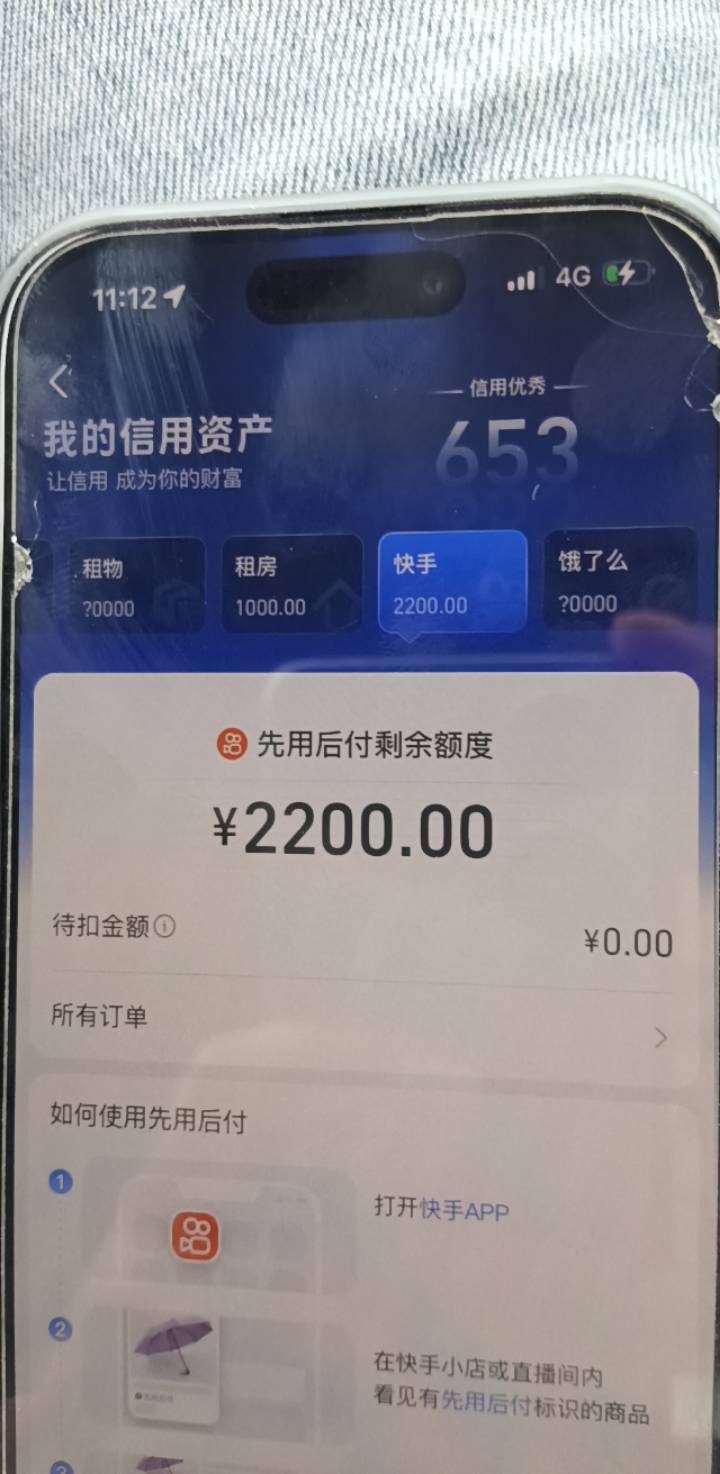 11:12
4G
信用优秀
653
我的信用资产
让信用 成为你的财富
租物
?0000
租房
1000.00
快手
2200.00
饿了么
?0000
先用后付剩余额度
¥2200.00
待扣金额
¥0.00
所有订单
如何使用先用后付
1
打开快手APP
2
在快手小店或直播间内
看见有先用后付标识的商品
3